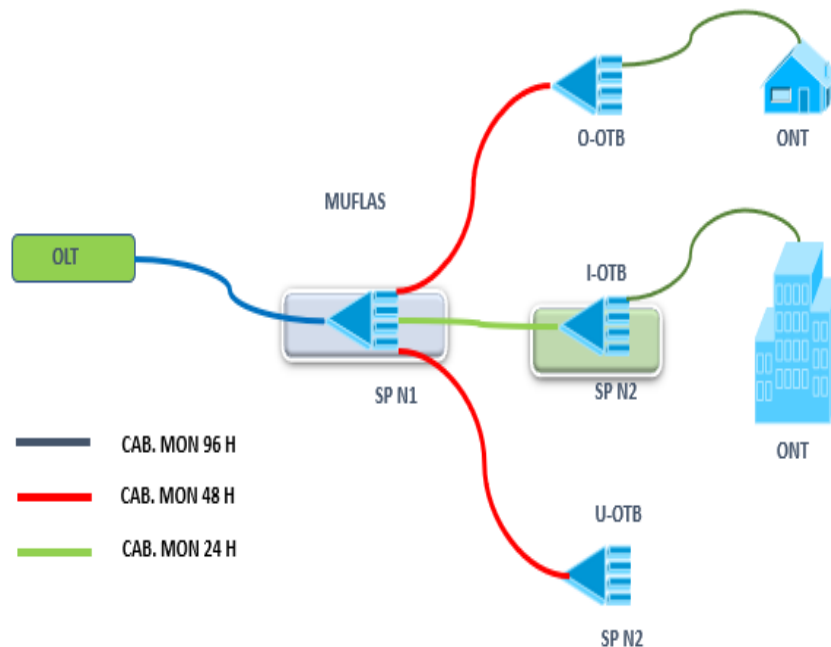 O-OTB
ONT
MUFLAS
OLT
I-OTB
SP N1
SP N2
ONT
CAB. MON 96 H
CAB. MON 48 H
CAB. MON 24 H
U-OTB
SP N2